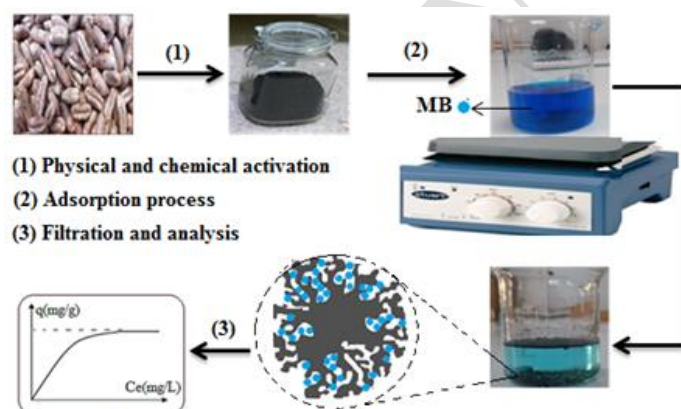 (1)
(2)
MB
(1) Physical and chemical activation
(2) Adsorption process
(3) Filtration and analysis
q(mg/g)
(3)
Ce(mg/L)